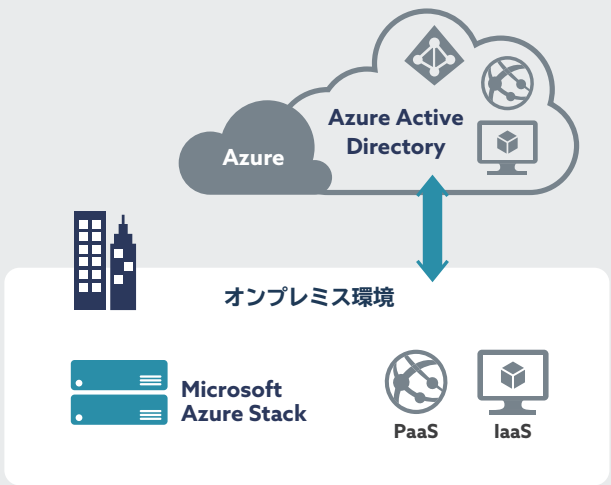 Azure Active
Directory
Azure
オンプレミス環境
Microsoft
Azure Stack
PaaS
IaaS